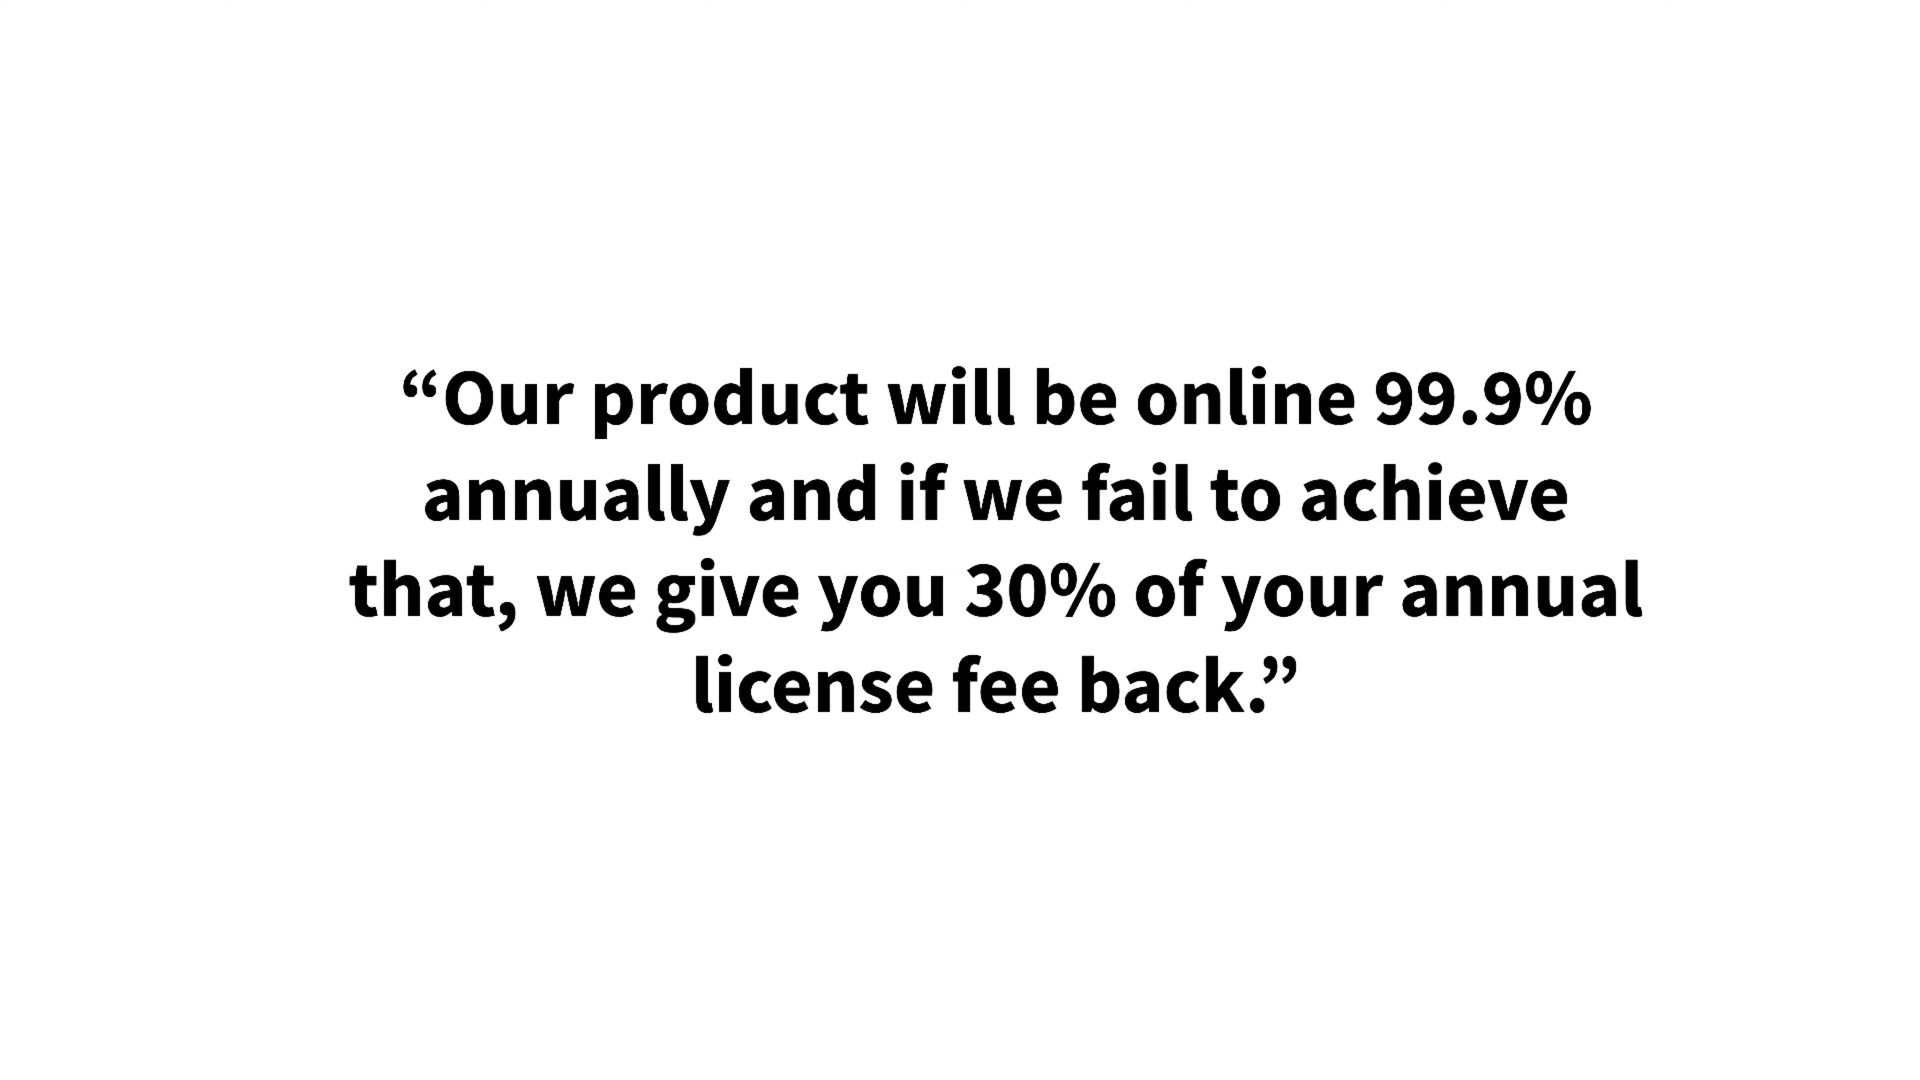 “Our product will be online 99.9%
annually and if we fail to achieve
that, we give you 30% of your annual
license fee back.”